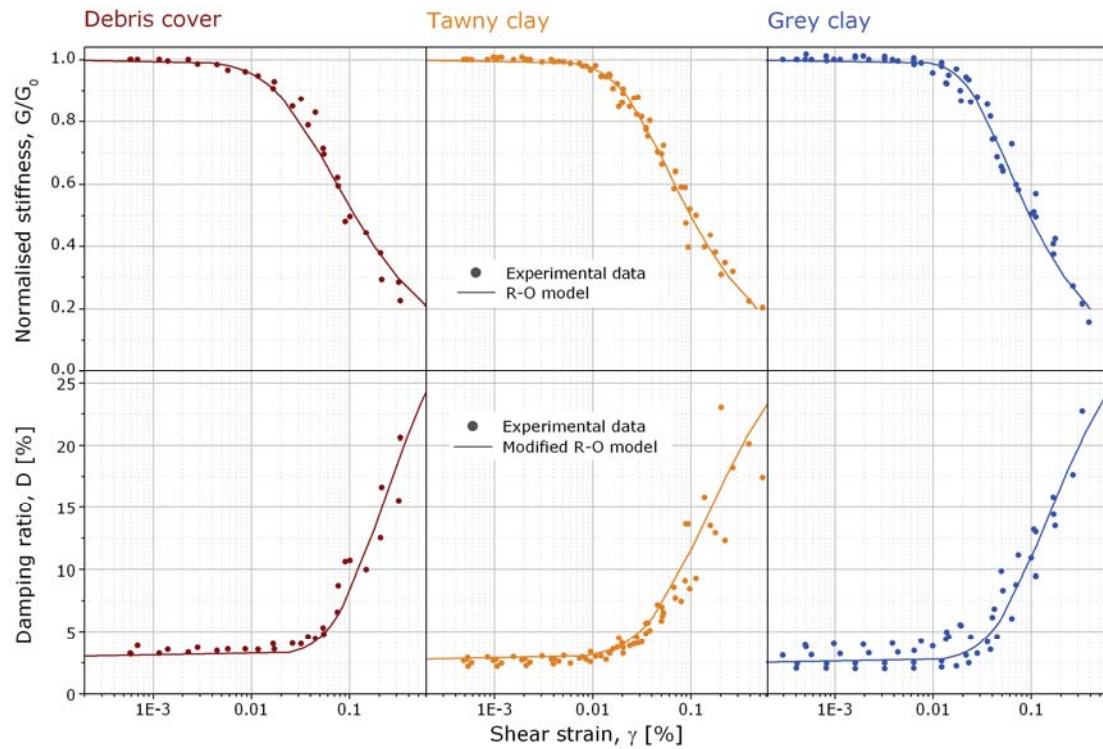 Debris cover
Tawny clay
Grey clay
Normalised stiffness, G/G0
1.0
0.8
0.6
0.4
0.2
0.0
Experimental data
R-O model
Damping ratio, D [%]
25
20
15
10
5
0
Experimental data
Modified R-O model
1E-3 0.01 0.1 1E-3 0.01 0.1 1E-3 0.01 0.1
Shear strain, γ [%]